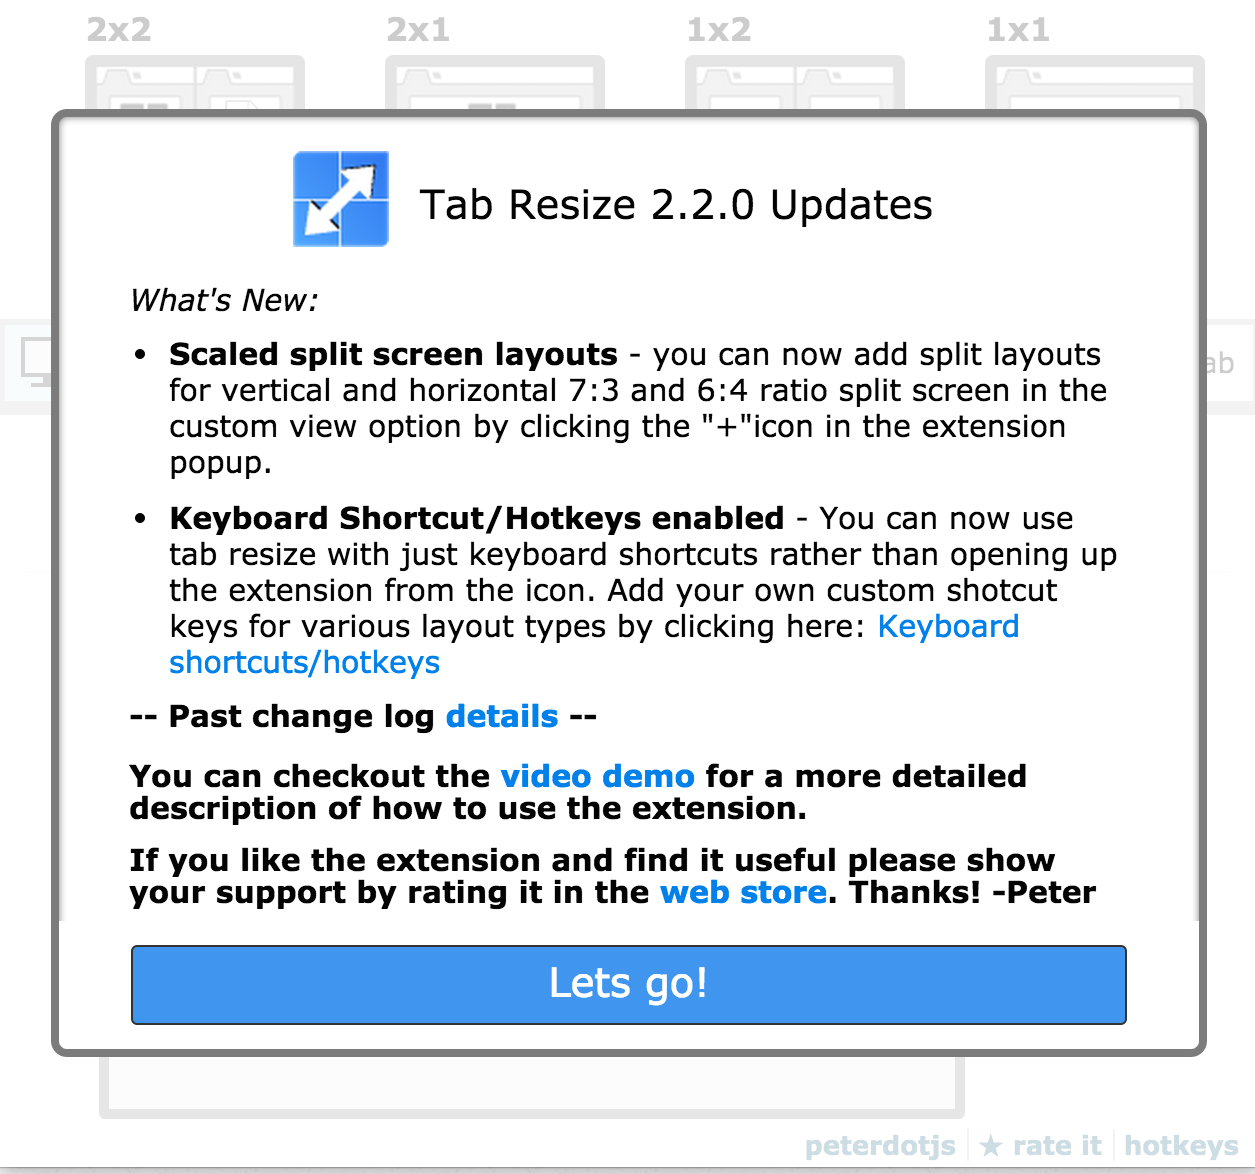 2x2 2x1 1x2 1x1
Tab Resize 2.2.0 Updates
What's New:
• Scaled split screen layouts - you can now add split layouts
for vertical and horizontal 7:3 and 6:4 ratio split screen in the
custom view option by clicking the "+"icon in the extension
popup.
• Keyboard Shortcut/Hotkeys enabled - You can now use
tab resize with just keyboard shortcuts rather than opening up
the extension from the icon. Add your own custom shotcut
keys for various layout types by clicking here: Keyboard
shortcuts/hotkeys
-- Past change log details --
You can checkout the video demo for a more detailed
description of how to use the extension.
If you like the extension and find it useful please show
your support by rating it in the web store. Thanks! -Peter
Lets go!
peterdotjs ★ rate it hotkeys